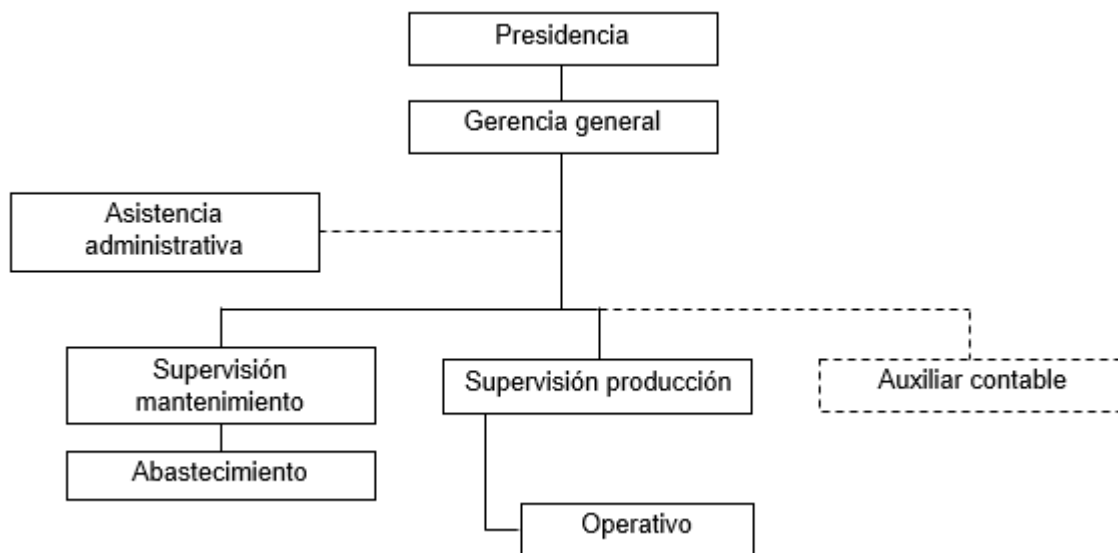 Presidencia
Gerencia general
Asistencia
administrativa
Supervisión
mantenimiento
Supervisión producción
Auxiliar contable
Abastecimiento
Operativo